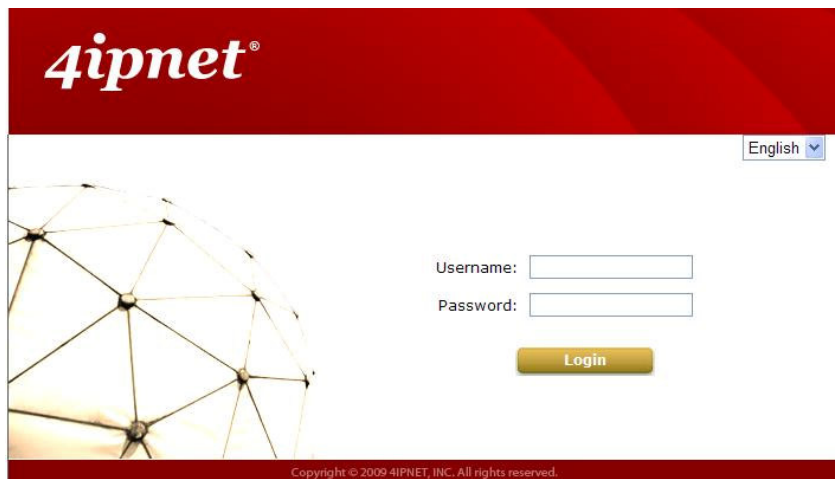 4ipnet®
English
Username:
Password:
Login
Copyright © 2009 4IPNET, INC. All rights reserved.